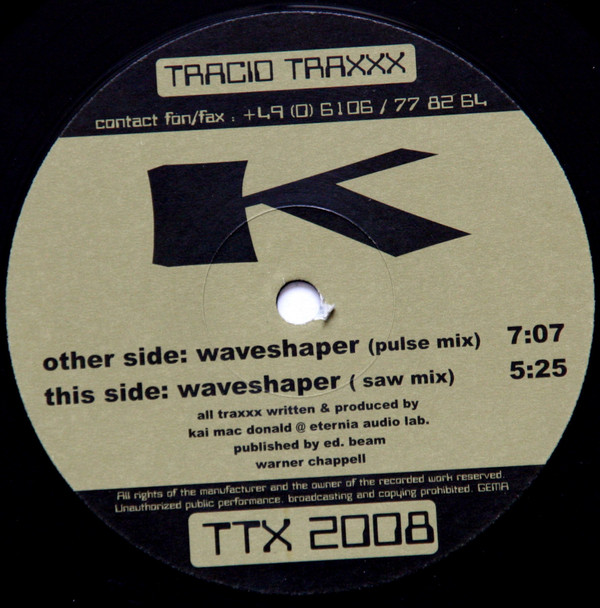 TRACID TRAXXX
contact fon/fax : +49 (0) 6106 / 77 82 64
K
other side: waveshaper (pulse mix) 7:07
this side: waveshaper ( saw mix) 5:25
all traxxx written & produced by
kai mac donald @ eternia audio lab.
published by ed. beam
warner chappell
All rights of the manufacturer and the owner of the recorded work reserved.
Unauthorized public performance, broadcasting and copying prohibited. GEMA
TTX 2008